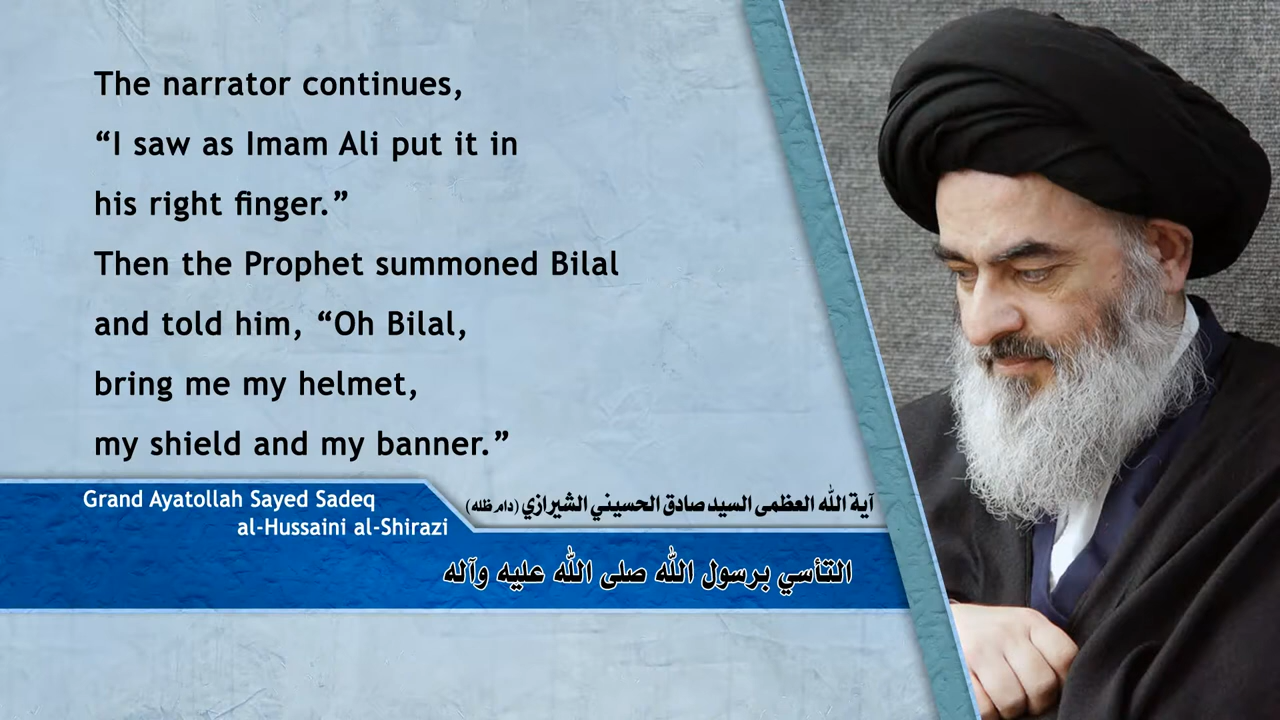 The narrator continues,
“I saw as Imam Ali put it in
his right finger.”
Then the Prophet summoned Bilal
and told him, “Oh Bilal,
bring me my helmet,
my shield and my banner.”
Grand Ayatollah Sayed Sadeq
al-Hussaini al-Shirazi
آية الله العظمى السيد صادق الحسيني الشيرازي (دام ظله)
التأسي برسول الله صلى الله عليه وآله